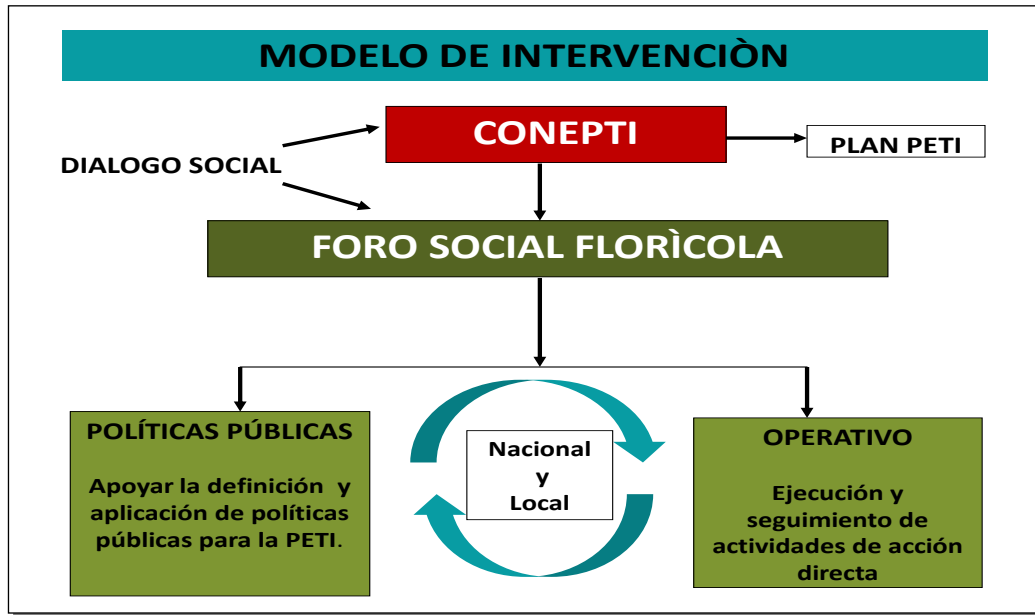 MODELO DE INTERVENCIÒN
CONEPTI
PLAN PETI
DIALOGO SOCIAL
FORO SOCIAL FLORÌCOLA
POLÍTICAS PÚBLICAS
Apoyar la definición y
aplicación de políticas
públicas para la PETI.
Nacional
y
Local
OPERATIVO
Ejecución y
seguimiento de
actividades de acción
directa